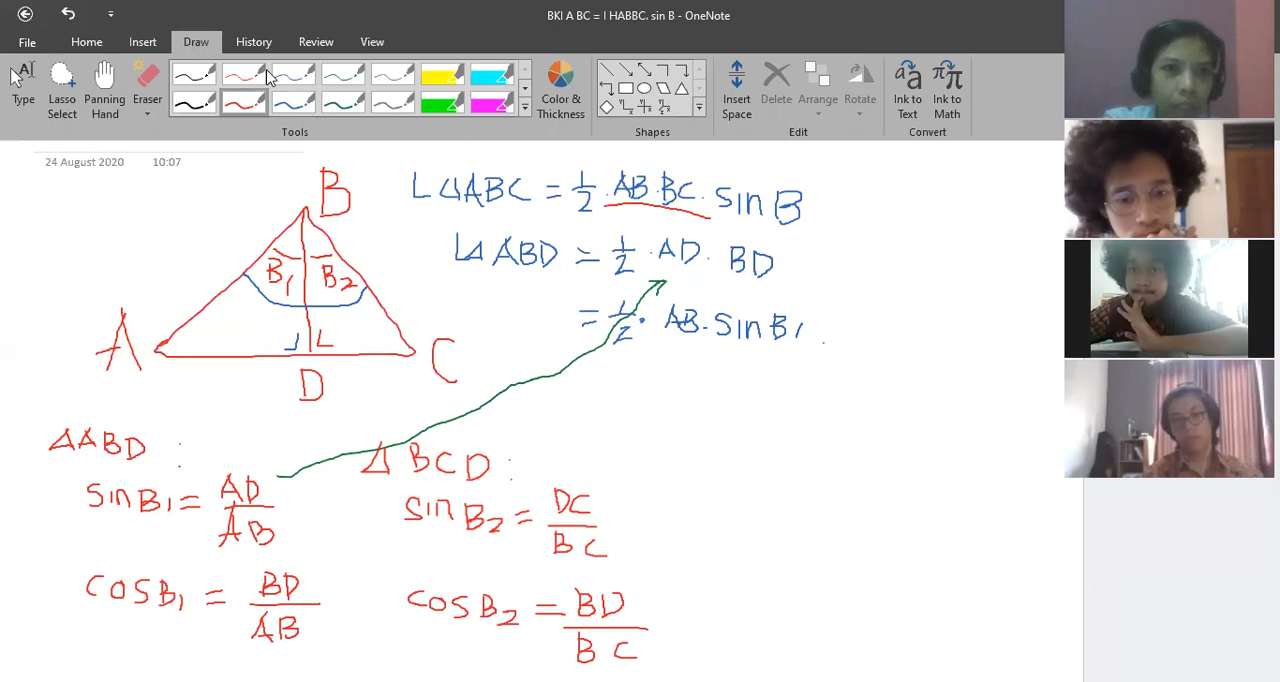 BKI A BC = I HABBC. sin B - OneNote
File Home Insert Draw History Review View
Type
Lasso Select
Panning Hand
Eraser
Color & Thickness
Insert Space
Delete
Arrange
Rotate
Ink to Text
Ink to Math
Tools
Shapes
Edit
Convert
24 August 2020 10:07
B
B1 B2
A
C
D
L△ABC = 1/2 · AB · BC · sin B
L△ ABD = 1/2 · AD · BD
= 1/2 · AB · sin B1
△ABD :
sin B1 = AD/AB
cos B1 = BD/AB
△ BCD :
sin B2 = DC/BC
cos B2 = BD/BC